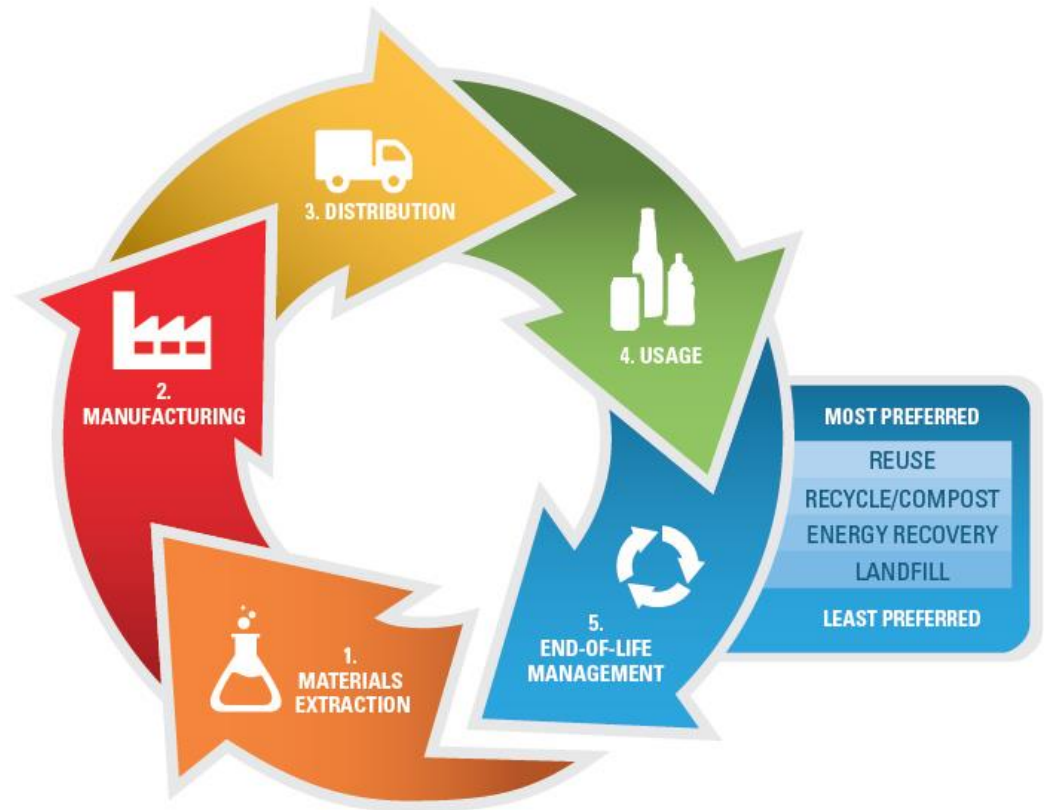 3. DISTRIBUTION
2.
MANUFACTURING
4. USAGE
1.
MATERIALS
EXTRACTION
5.
END-OF-LIFE
MANAGEMENT
MOST PREFERRED
REUSE
RECYCLE/COMPOST
ENERGY RECOVERY
LANDFILL
LEAST PREFERRED